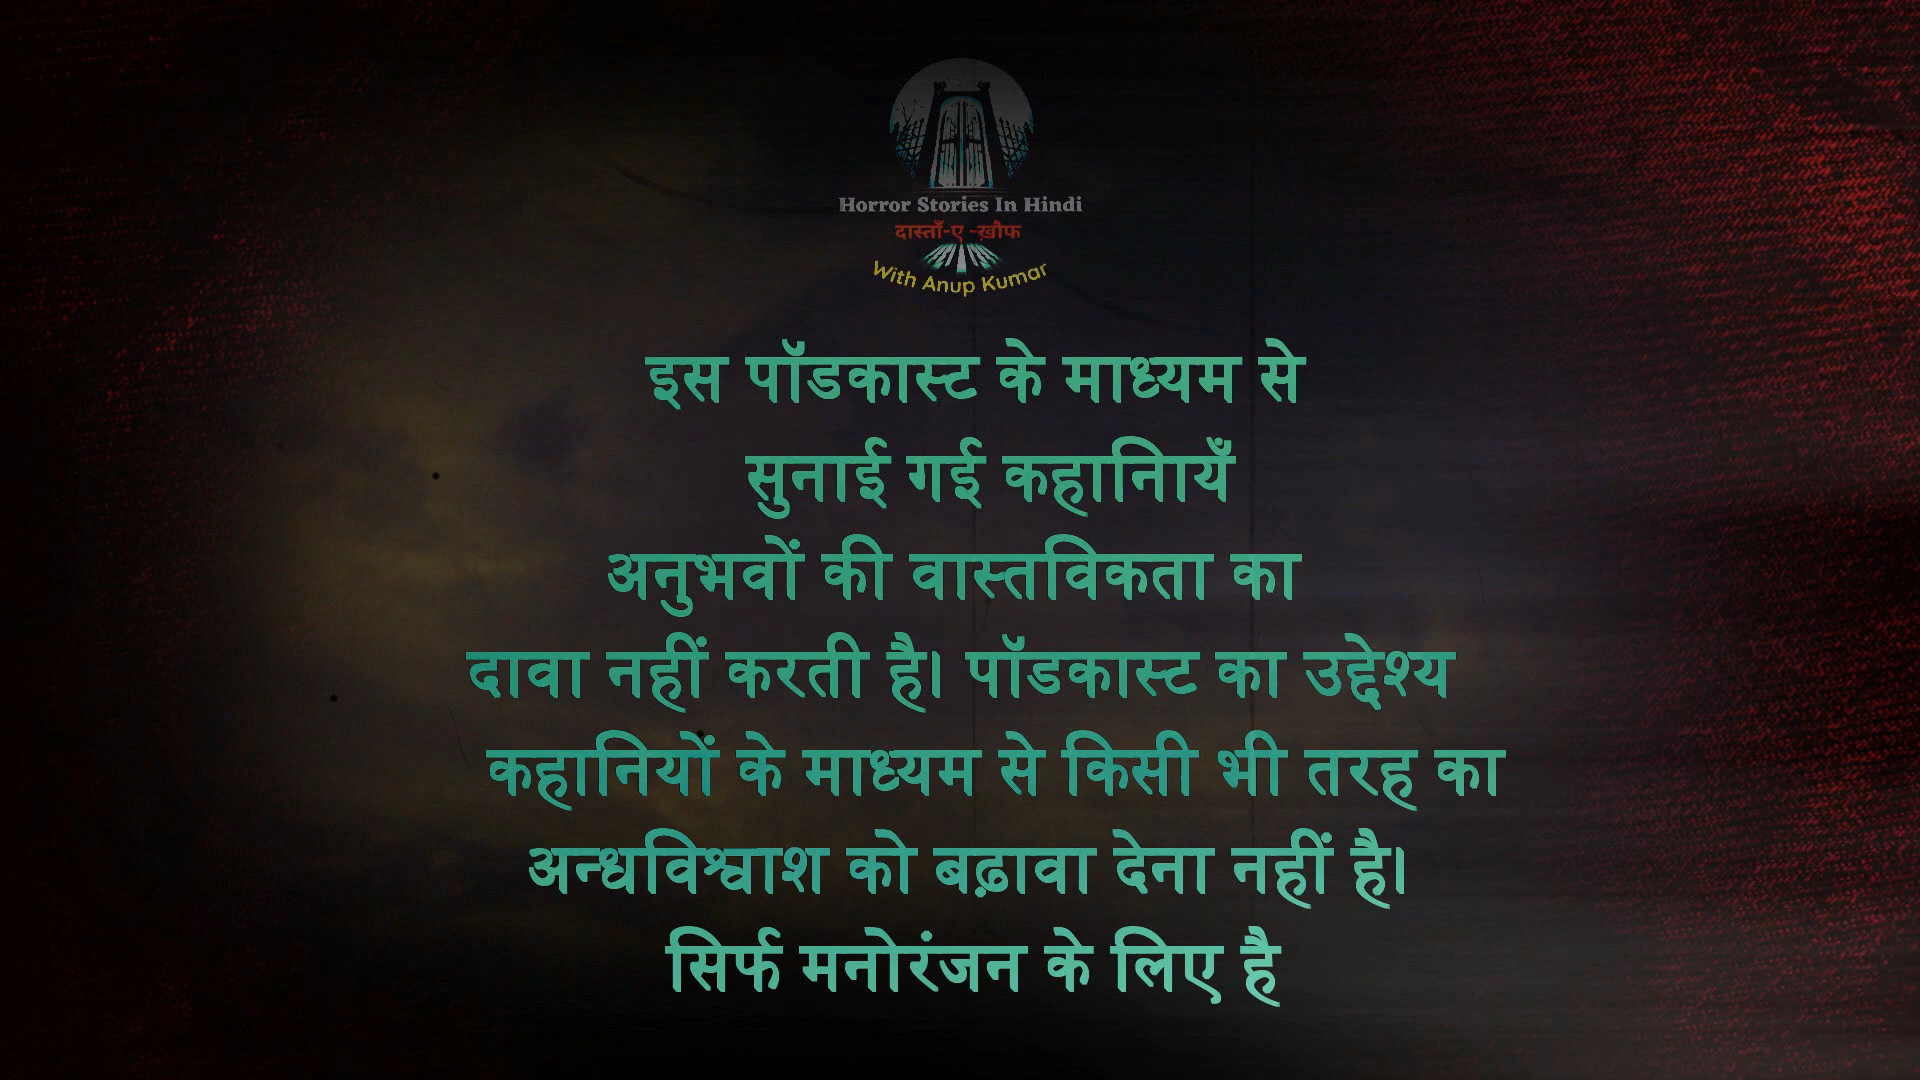 Horror Stories In Hindi
दास्ताँ-ए -ख़ौफ
With Anup Kumar
इस पॉडकास्ट के माध्यम से
सुनाई गई कहानिायँ
अनुभवों की वास्तविकता का
दावा नहीं करती है। पॉडकास्ट का उद्देश्य
कहानियों के माध्यम से किसी भी तरह का
अन्धविश्वाश को बढ़ावा देना नहीं है।
सिर्फ मनोरंजन के लिए है